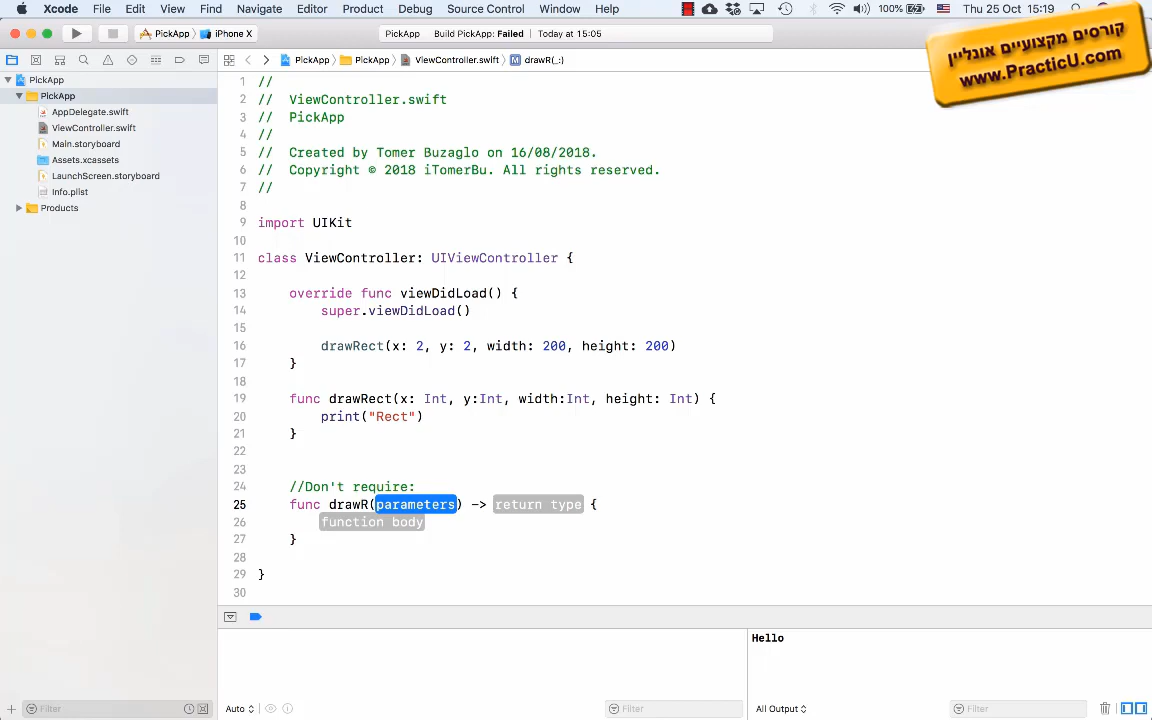 Xcode File Edit View Find Navigate Editor Product Debug Source Control Window Help 100% Thu 25 Oct 15:19
PickApp iPhone X PickApp Build PickApp: Failed Today at 15:05
קורסים מקצועיים אונליין
www.PracticU.com
PickApp PickApp ViewController.swift M drawR(_:)
PickApp
PickApp
AppDelegate.swift
ViewController.swift
Main.storyboard
Assets.xcassets
LaunchScreen.storyboard
Info.plist
Products
1 //
2 // ViewController.swift
3 // PickApp
4 //
5 // Created by Tomer Buzaglo on 16/08/2018.
6 // Copyright © 2018 iTomerBu. All rights reserved.
7 //
8
9 import UIKit
10
11 class ViewController: UIViewController {
12
13 override func viewDidLoad() {
14 super.viewDidLoad()
15
16 drawRect(x: 2, y: 2, width: 200, height: 200)
17 }
18
19 func drawRect(x: Int, y:Int, width:Int, height: Int) {
20 print("Rect")
21 }
22
23
24 //Don't require:
25 func drawR(parameters) -> return type {
26 function body
27 }
28
29 }
30
Hello
Filter Auto Filter All Output Filter